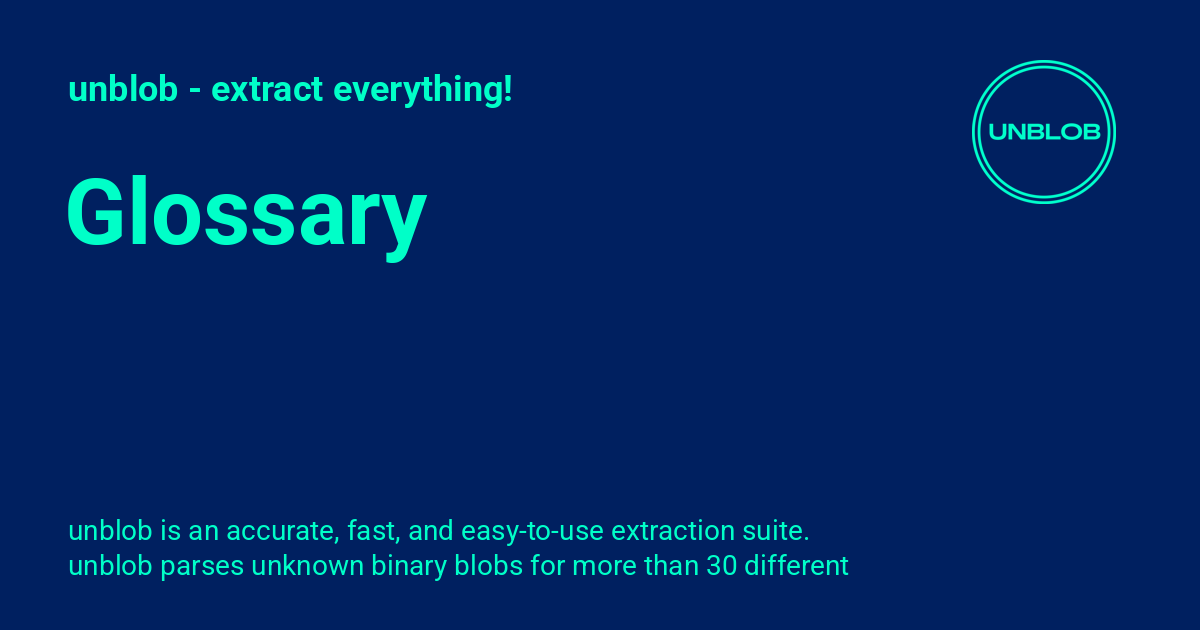 unblob - extract everything!
UNBLOB
Glossary
unblob is an accurate, fast, and easy-to-use extraction suite.
unblob parses unknown binary blobs for more than 30 different